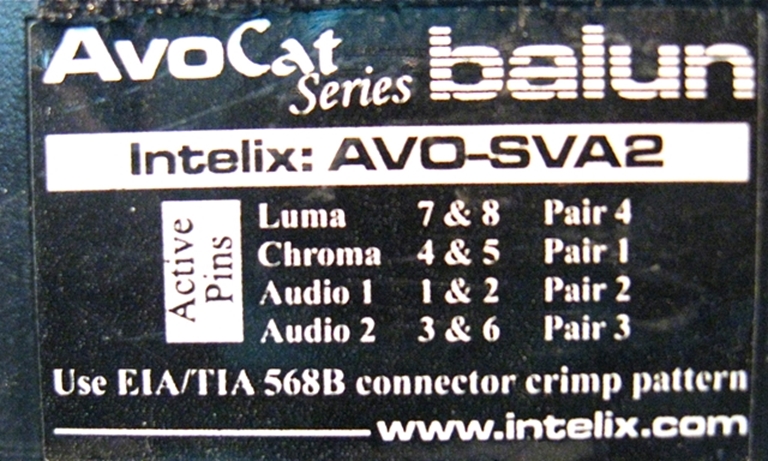 AvoCat Series balun
Intelix: AVO-SVA2
Active Pins
Luma 7 & 8 Pair 4
Chroma 4 & 5 Pair 1
Audio 1 1 & 2 Pair 2
Audio 2 3 & 6 Pair 3
Use EIA/TIA 568B connector crimp pattern
www.intelix.com